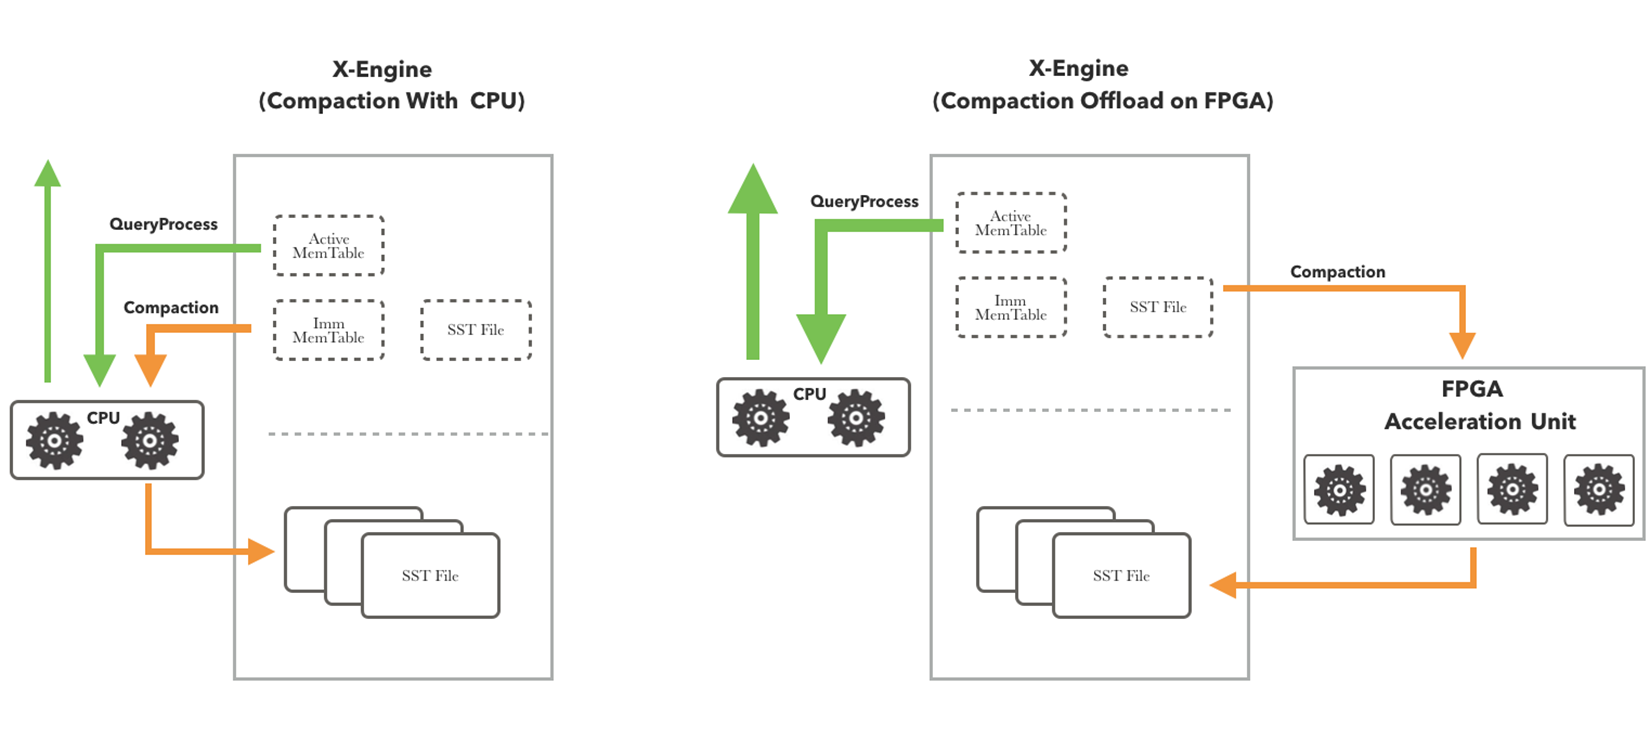 X-Engine
(Compaction With CPU)
QueryProcess
Active
MemTable
Compaction
Imm
MemTable
SST File
CPU
SST File
X-Engine
(Compaction Offload on FPGA)
QueryProcess
Active
MemTable
Imm
MemTable
SST File
Compaction
CPU
FPGA
Acceleration Unit
SST File